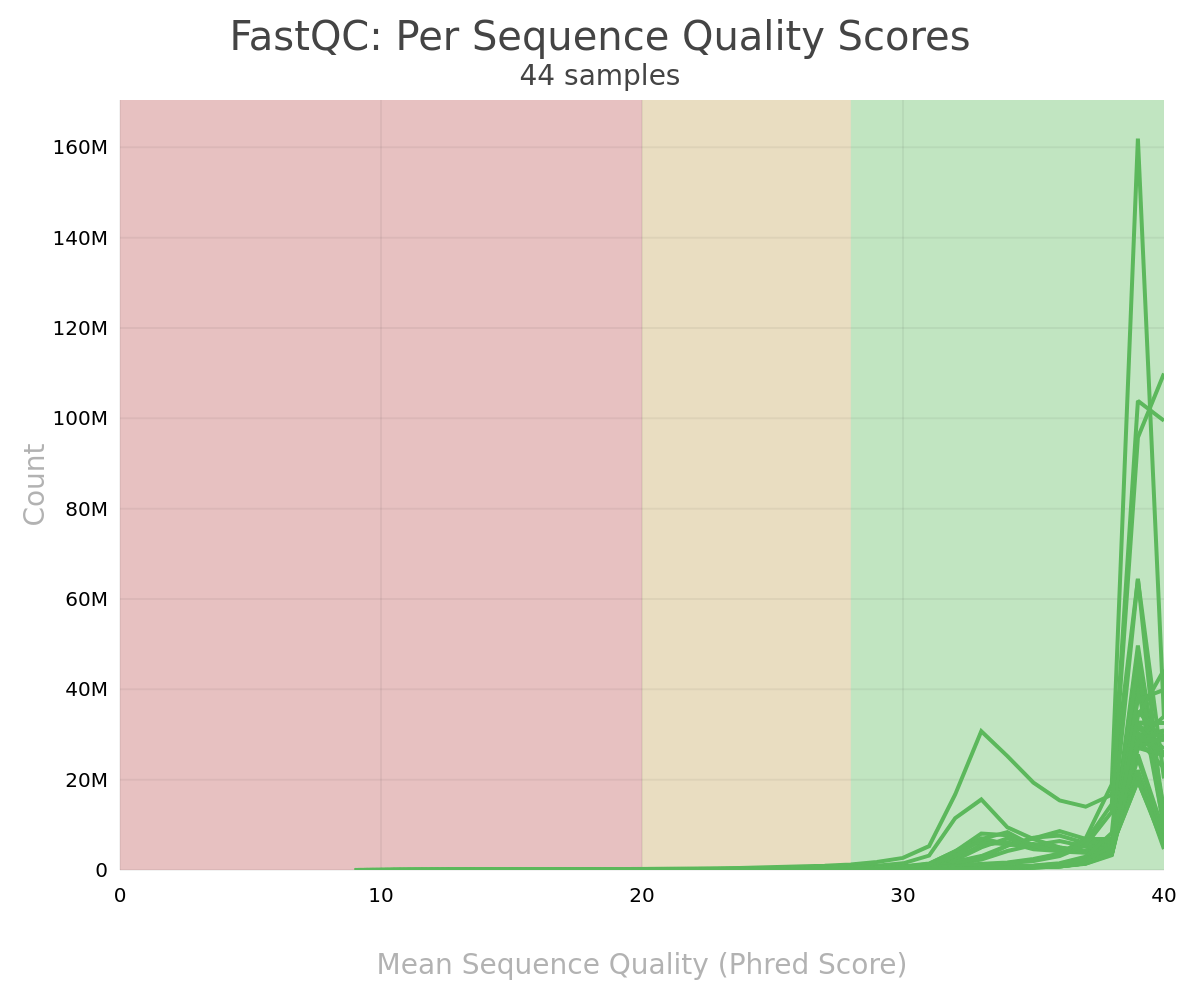 FastQC: Per Sequence Quality Scores
44 samples
160M
140M
120M
100M
80M
60M
40M
20M
0
Count
0 10 20 30 40
Mean Sequence Quality (Phred Score)